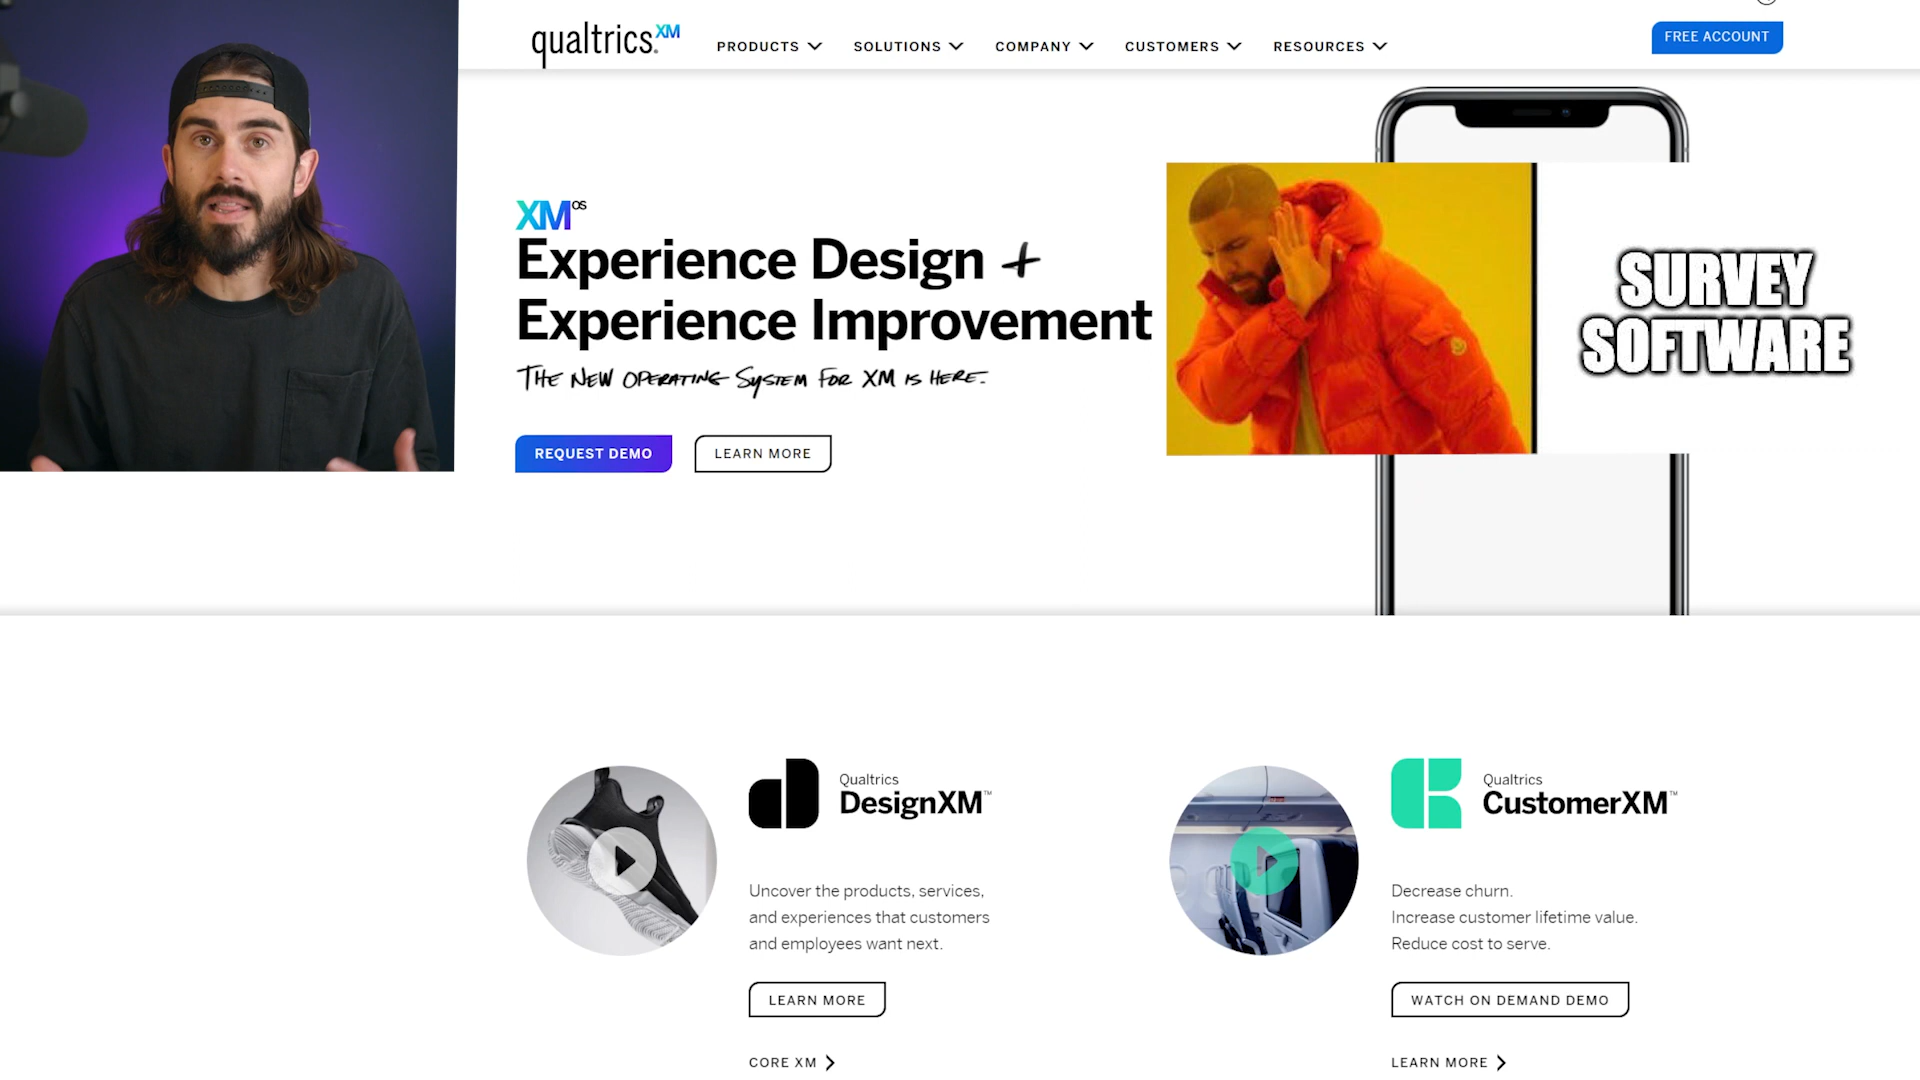 qualtrics.XM
PRODUCTS
SOLUTIONS
COMPANY
CUSTOMERS
RESOURCES
FREE ACCOUNT
XM OS
Experience Design +
Experience Improvement
THE NEW OPERATING SYSTEM FOR XM IS HERE.
REQUEST DEMO
LEARN MORE
SURVEY
SOFTWARE
Qualtrics
DesignXM™
Uncover the products, services,
and experiences that customers
and employees want next.
LEARN MORE
CORE XM
Qualtrics
CustomerXM™
Decrease churn.
Increase customer lifetime value.
Reduce cost to serve.
WATCH ON DEMAND DEMO
LEARN MORE